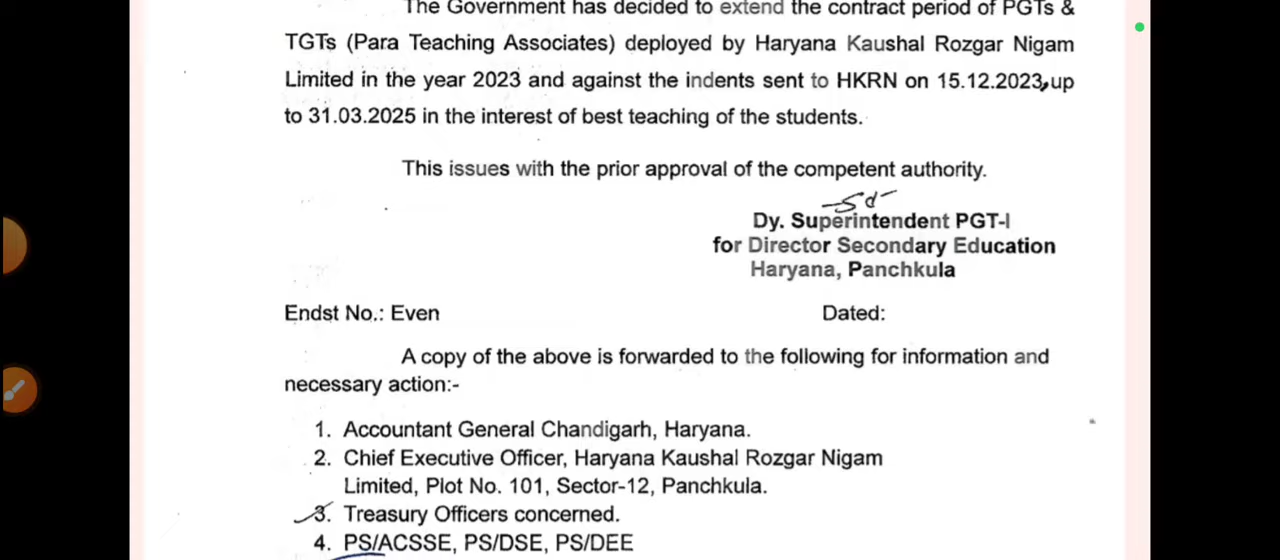 The Government has decided to extend the contract period of PGTs &
TGTs (Para Teaching Associates) deployed by Haryana Kaushal Rozgar Nigam
Limited in the year 2023 and against the indents sent to HKRN on 15.12.2023, up
to 31.03.2025 in the interest of best teaching of the students.
This issues with the prior approval of the competent authority.
-Sd-
Dy. Superintendent PGT-I
for Director Secondary Education
Haryana, Panchkula
Endst No.: Even Dated:
A copy of the above is forwarded to the following for information and
necessary action:-
1. Accountant General Chandigarh, Haryana.
2. Chief Executive Officer, Haryana Kaushal Rozgar Nigam
Limited, Plot No. 101, Sector-12, Panchkula.
3. Treasury Officers concerned.
4. PS/ACSSE, PS/DSE, PS/DEE